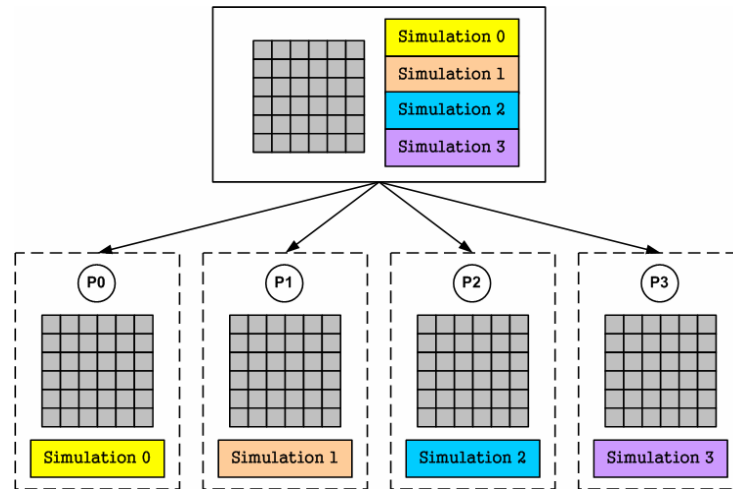 Simulation 0
Simulation 1
Simulation 2
Simulation 3
P0
P1
P2
P3
Simulation 0
Simulation 1
Simulation 2
Simulation 3